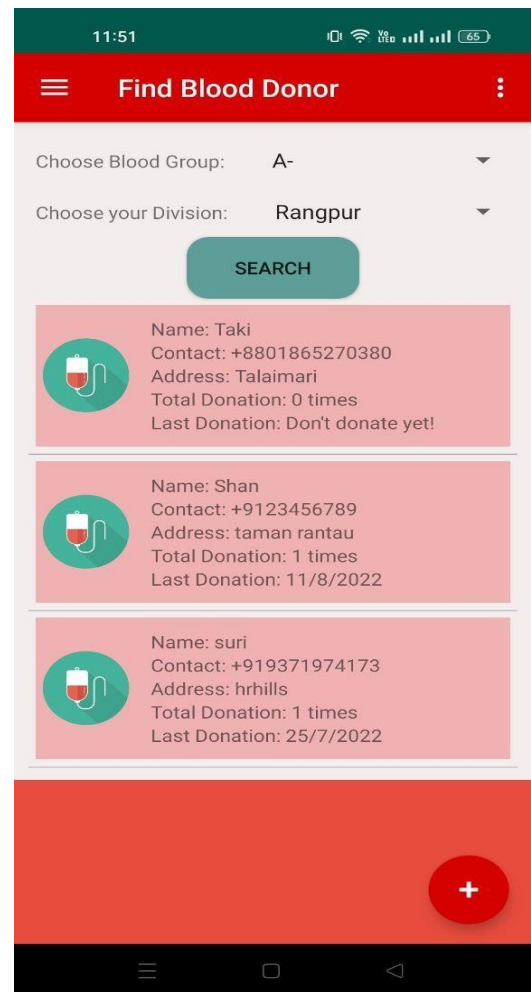 11:51
Vo LTE 65
Find Blood Donor
Choose Blood Group: A-
Choose your Division: Rangpur
SEARCH
Name: Taki
Contact: +8801865270380
Address: Talaimari
Total Donation: 0 times
Last Donation: Don't donate yet!
Name: Shan
Contact: +9123456789
Address: taman rantau
Total Donation: 1 times
Last Donation: 11/8/2022
Name: suri
Contact: +919371974173
Address: hrhills
Total Donation: 1 times
Last Donation: 25/7/2022
+